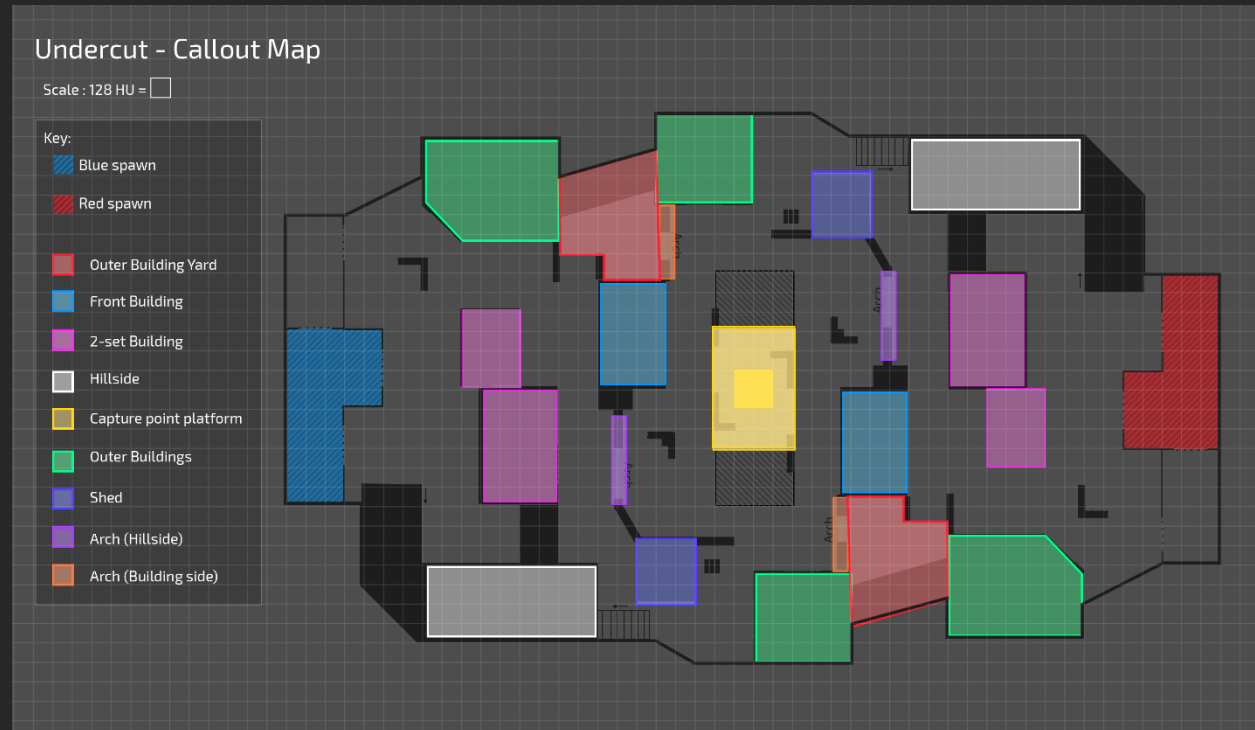 Undercut - Callout Map
Scale : 128 HU =
Key:
Blue spawn
Red spawn
Outer Building Yard
Front Building
2-set Building
Hillside
Capture point platform
Outer Buildings
Shed
Arch (Hillside)
Arch (Building side)
Arch
Arch
Arch
Arch